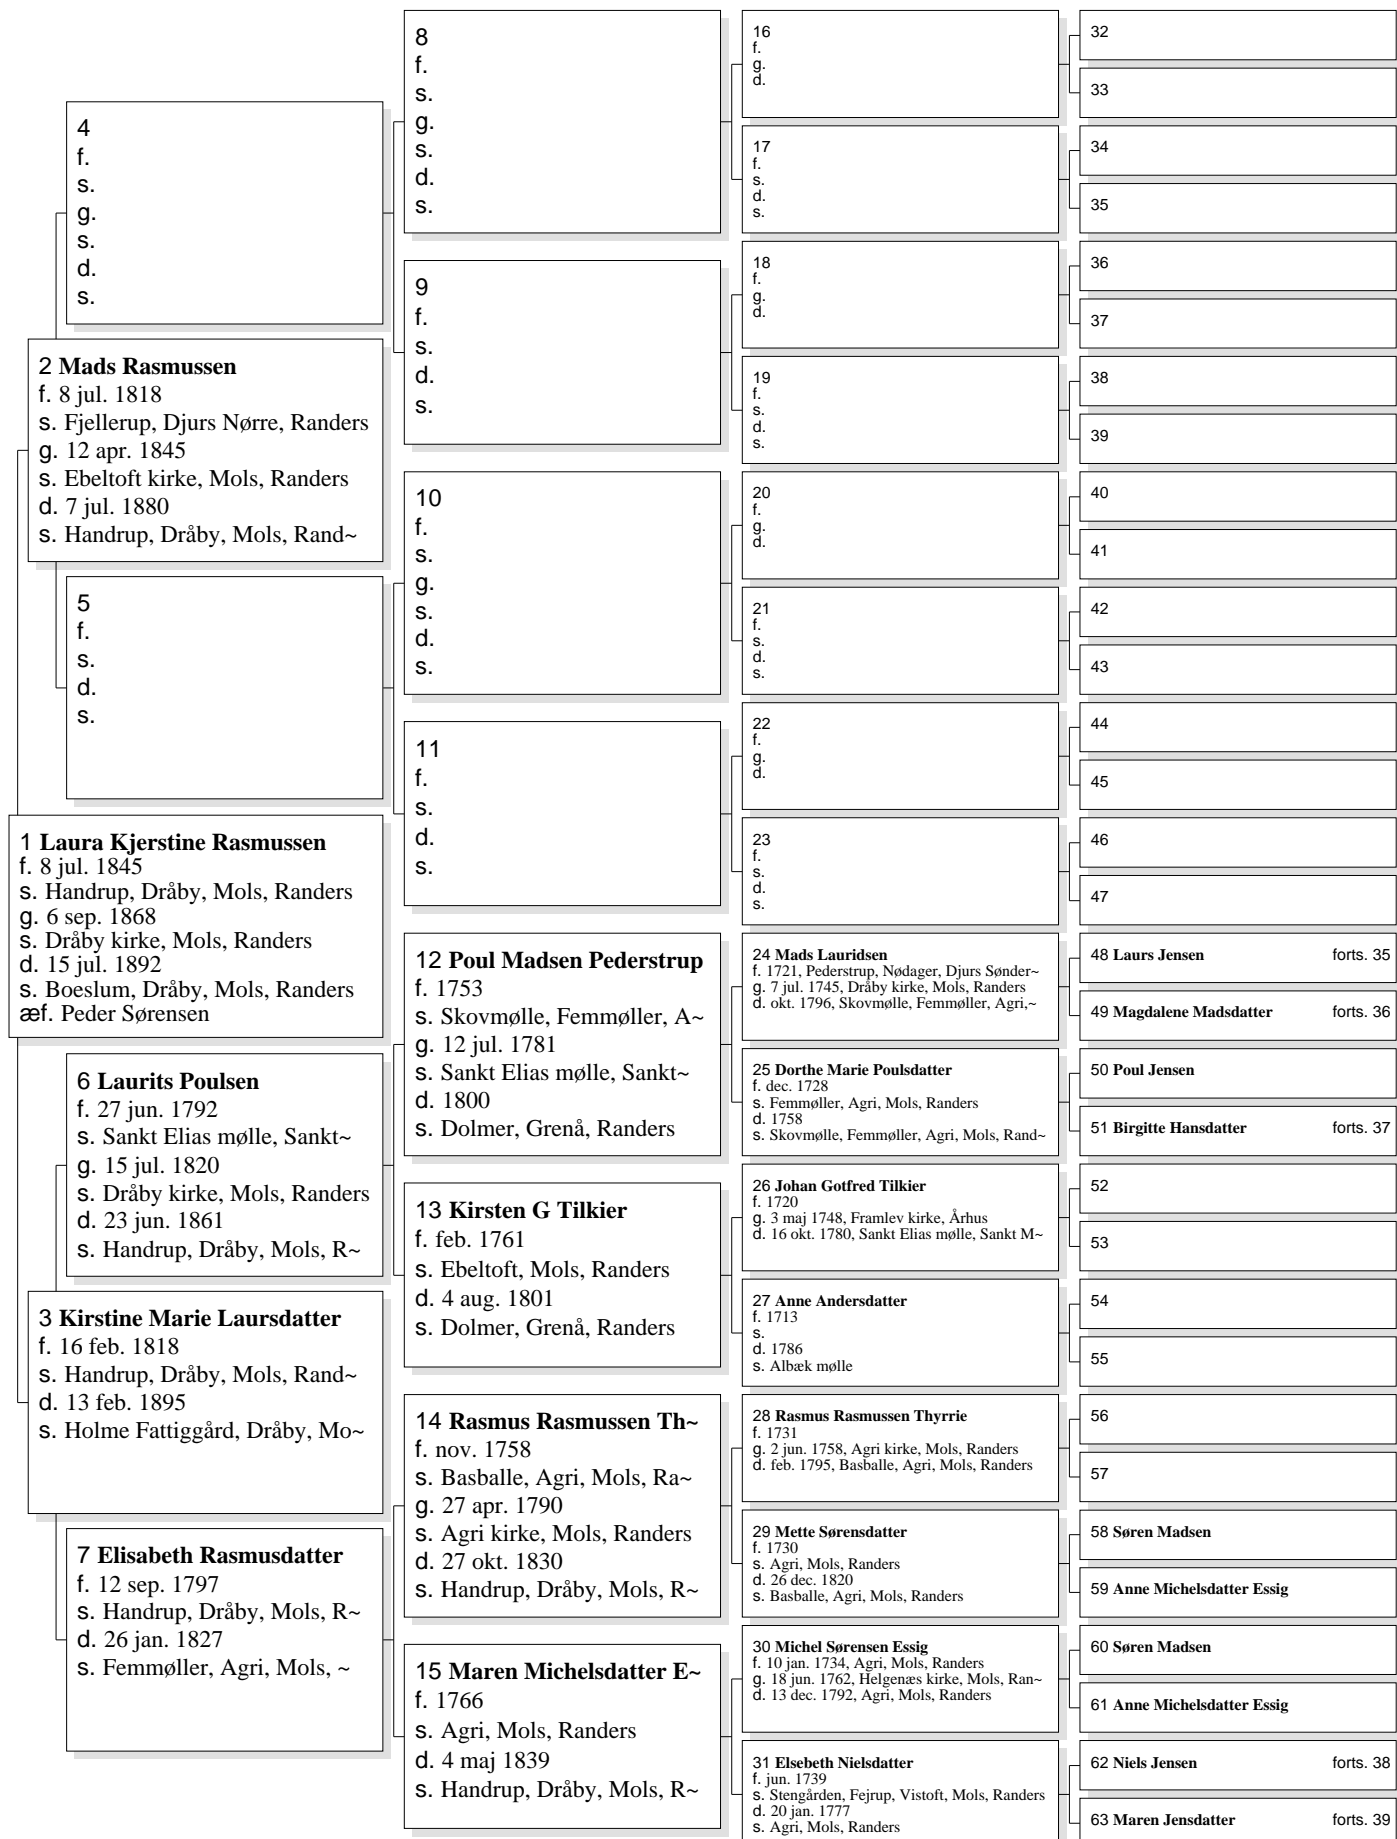 4
f.
s.
g.
s.
d.
s.
2 Mads Rasmussen
f. 8 jul. 1818
s. Fjellerup, Djurs Nørre, Randers
g. 12 apr. 1845
s. Ebeltoft kirke, Mols, Randers
d. 7 jul. 1880
s. Handrup, Dråby, Mols, Rand~
5
f.
s.
d.
s.
1 Laura Kjerstine Rasmussen
f. 8 jul. 1845
s. Handrup, Dråby, Mols, Randers
g. 6 sep. 1868
s. Dråby kirke, Mols, Randers
d. 15 jul. 1892
s. Boeslum, Dråby, Mols, Randers
æf. Peder Sørensen
6 Laurits Poulsen
f. 27 jun. 1792
s. Sankt Elias mølle, Sankt~
g. 15 jul. 1820
s. Dråby kirke, Mols, Randers
d. 23 jun. 1861
s. Handrup, Dråby, Mols, R~
3 Kirstine Marie Laursdatter
f. 16 feb. 1818
s. Handrup, Dråby, Mols, Rand~
d. 13 feb. 1895
s. Holme Fattiggård, Dråby, Mo~
7 Elisabeth Rasmusdatter
f. 12 sep. 1797
s. Handrup, Dråby, Mols, R~
d. 26 jan. 1827
s. Femmøller, Agri, Mols, ~
8
f.
s.
g.
s.
d.
s.
9
f.
s.
d.
s.
10
f.
s.
g.
s.
d.
s.
11
f.
s.
d.
s.
12 Poul Madsen Pederstrup
f. 1753
s. Skovmølle, Femmøller, A~
g. 12 jul. 1781
s. Sankt Elias mølle, Sankt~
d. 1800
s. Dolmer, Grenå, Randers
13 Kirsten G Tilkier
f. feb. 1761
s. Ebeltoft, Mols, Randers
d. 4 aug. 1801
s. Dolmer, Grenå, Randers
14 Rasmus Rasmussen Th~
f. nov. 1758
s. Basballe, Agri, Mols, Ra~
g. 27 apr. 1790
s. Agri kirke, Mols, Randers
d. 27 okt. 1830
s. Handrup, Dråby, Mols, R~
15 Maren Michelsdatter E~
f. 1766
s. Agri, Mols, Randers
d. 4 maj 1839
s. Handrup, Dråby, Mols, R~
16
f.
g.
d.
17
f.
s.
d.
s.
18
f.
g.
d.
19
f.
s.
d.
s.
20
f.
g.
d.
21
f.
s.
d.
s.
22
f.
g.
d.
23
f.
s.
d.
s.
24 Mads Lauridsen
f. 1721, Pederstrup, Nødager, Djurs Sønder~
g. 7 jul. 1745, Dråby kirke, Mols, Randers
d. okt. 1796, Skovmølle, Femmøller, Agri,~
25 Dorthe Marie Poulsdatter
f. dec. 1728
s. Femmøller, Agri, Mols, Randers
d. 1758
s. Skovmølle, Femmøller, Agri, Mols, Rand~
26 Johan Gotfred Tilkier
f. 1720
g. 3 maj 1748, Framlev kirke, Århus
d. 16 okt. 1780, Sankt Elias mølle, Sankt M~
27 Anne Andersdatter
f. 1713
s.
d. 1786
s. Albæk mølle
28 Rasmus Rasmussen Thyrrie
f. 1731
g. 2 jun. 1758, Agri kirke, Mols, Randers
d. feb. 1795, Basballe, Agri, Mols, Randers
29 Mette Sørensdatter
f. 1730
s. Agri, Mols, Randers
d. 26 dec. 1820
s. Basballe, Agri, Mols, Randers
30 Michel Sørensen Essig
f. 10 jan. 1734, Agri, Mols, Randers
g. 18 jun. 1762, Helgenæs kirke, Mols, Ran~
d. 13 dec. 1792, Agri, Mols, Randers
31 Elsebeth Nielsdatter
f. jun. 1739
s. Stengården, Fejrup, Vistoft, Mols, Randers
d. 20 jan. 1777
s. Agri, Mols, Randers
32
33
34
35
36
37
38
39
40
41
42
43
44
45
46
47
48 Laurs Jensen forts. 35
49 Magdalene Madsdatter forts. 36
50 Poul Jensen
51 Birgitte Hansdatter forts. 37
52
53
54
55
56
57
58 Søren Madsen
59 Anne Michelsdatter Essig
60 Søren Madsen
61 Anne Michelsdatter Essig
62 Niels Jensen forts. 38
63 Maren Jensdatter forts. 39